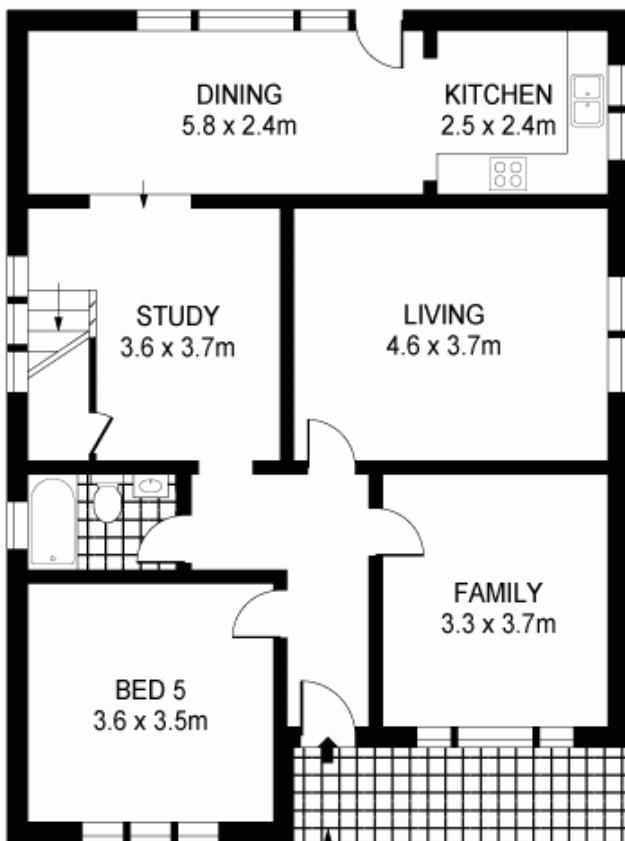 DINING
5.8 x 2.4m
KITCHEN
2.5 x 2.4m
STUDY
3.6 x 3.7m
LIVING
4.6 x 3.7m
FAMILY
3.3 x 3.7m
BED 5
3.6 x 3.5m